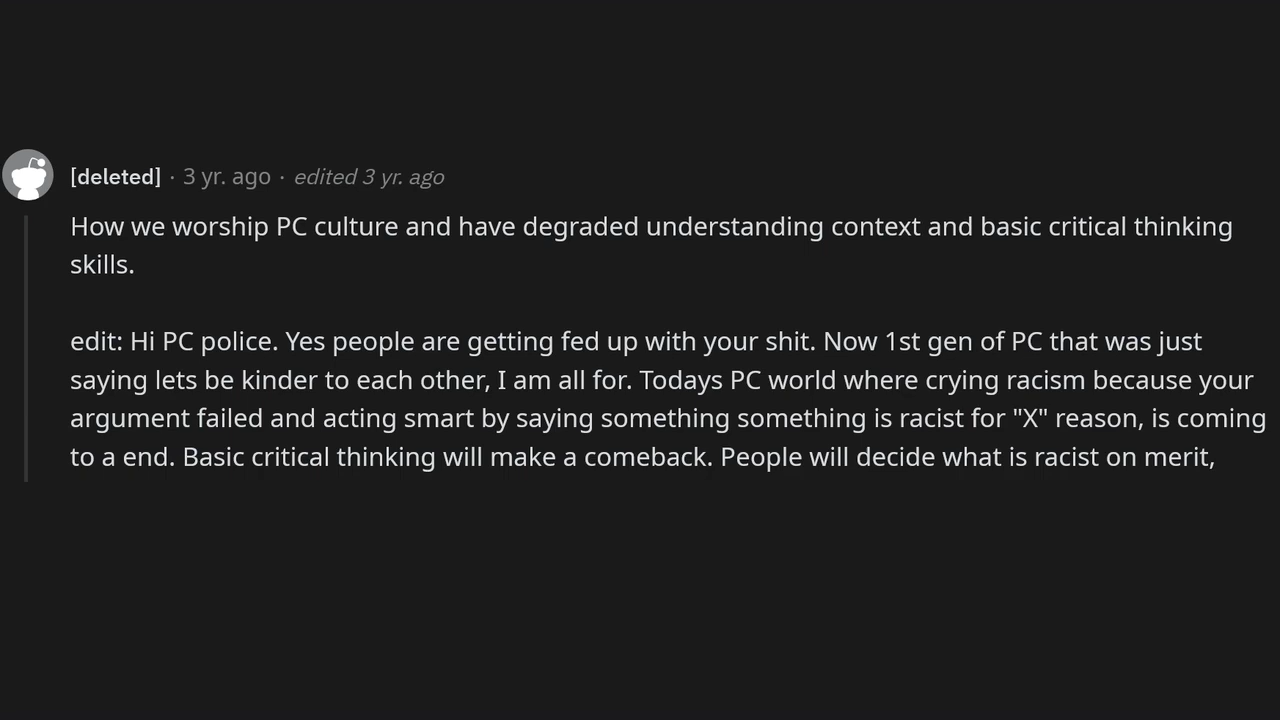 [deleted] · 3 yr. ago · edited 3 yr. ago
How we worship PC culture and have degraded understanding context and basic critical thinking
skills.
edit: Hi PC police. Yes people are getting fed up with your shit. Now 1st gen of PC that was just
saying lets be kinder to each other, I am all for. Todays PC world where crying racism because your
argument failed and acting smart by saying something something is racist for "X" reason, is coming
to a end. Basic critical thinking will make a comeback. People will decide what is racist on merit,